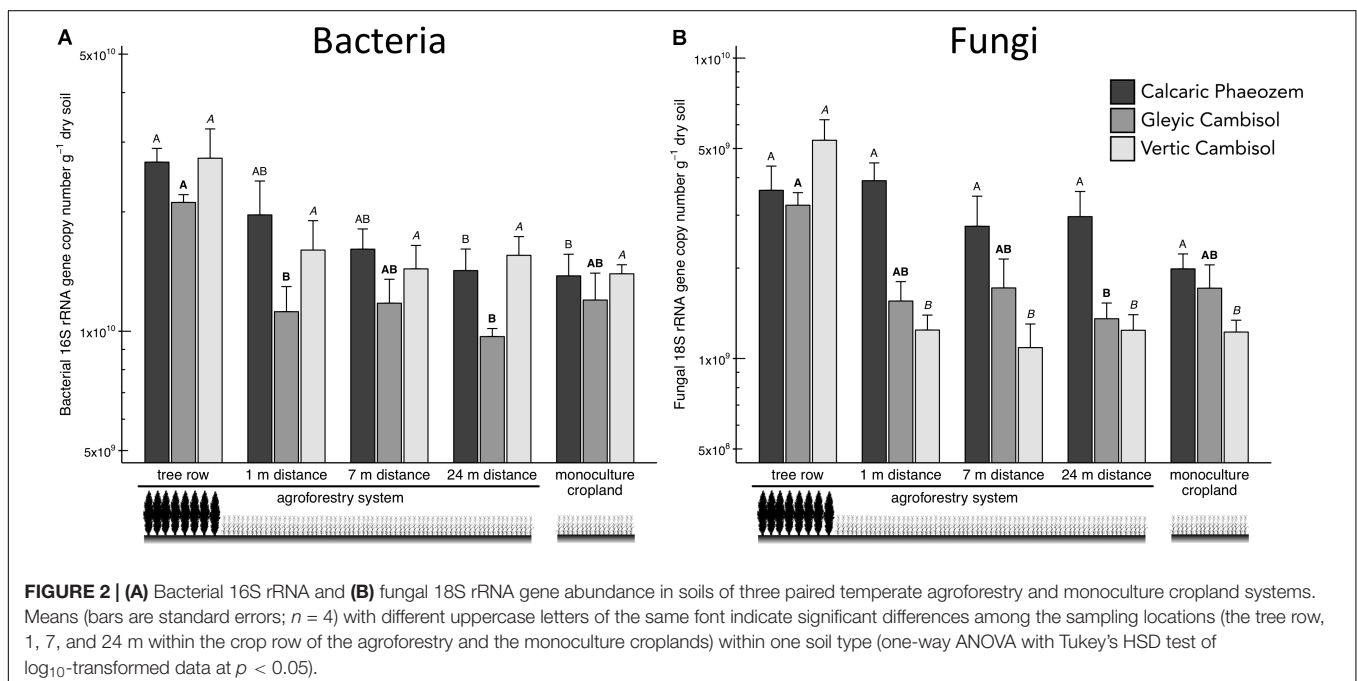 A
Bacteria
5x10¹⁰
1x10¹⁰
5x10⁹
Bacterial 16S rRNA gene copy number g⁻¹ dry soil
A
A
A
AB
B
A
AB
AB
A
B
B
A
B
AB
A
tree row
1 m distance
7 m distance
24 m distance
monoculture
cropland
agroforestry system
B
Fungi
1x10¹⁰
5x10⁹
1x10⁹
5x10⁸
Fungal 18S rRNA gene copy number g⁻¹ dry soil
Calcaric Phaeozem
Gleyic Cambisol
Vertic Cambisol
A
A
A
A
AB
B
A
AB
B
A
B
B
A
AB
B
tree row
1 m distance
7 m distance
24 m distance
monoculture
cropland
agroforestry system
FIGURE 2 | (A) Bacterial 16S rRNA and (B) fungal 18S rRNA gene abundance in soils of three paired temperate agroforestry and monoculture cropland systems.
Means (bars are standard errors; n = 4) with different uppercase letters of the same font indicate significant differences among the sampling locations (the tree row,
1, 7, and 24 m within the crop row of the agroforestry and the monoculture croplands) within one soil type (one-way ANOVA with Tukey's HSD test of
log₁₀-transformed data at p < 0.05).